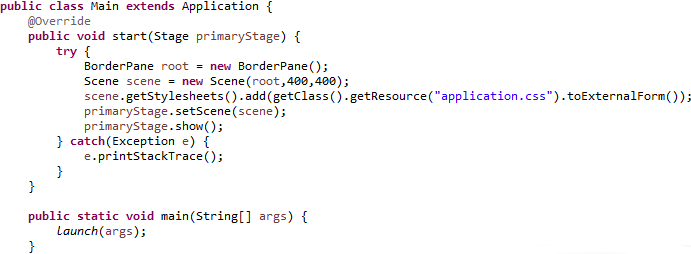 public class Main extends Application {
    @Override
    public void start(Stage primaryStage) {
        try {
            BorderPane root = new BorderPane();
            Scene scene = new Scene(root,400,400);
            scene.getStylesheets().add(getClass().getResource("application.css").toExternalForm());
            primaryStage.setScene(scene);
            primaryStage.show();
        } catch(Exception e) {
            e.printStackTrace();
        }
    }

    public static void main(String[] args) {
        launch(args);
    }